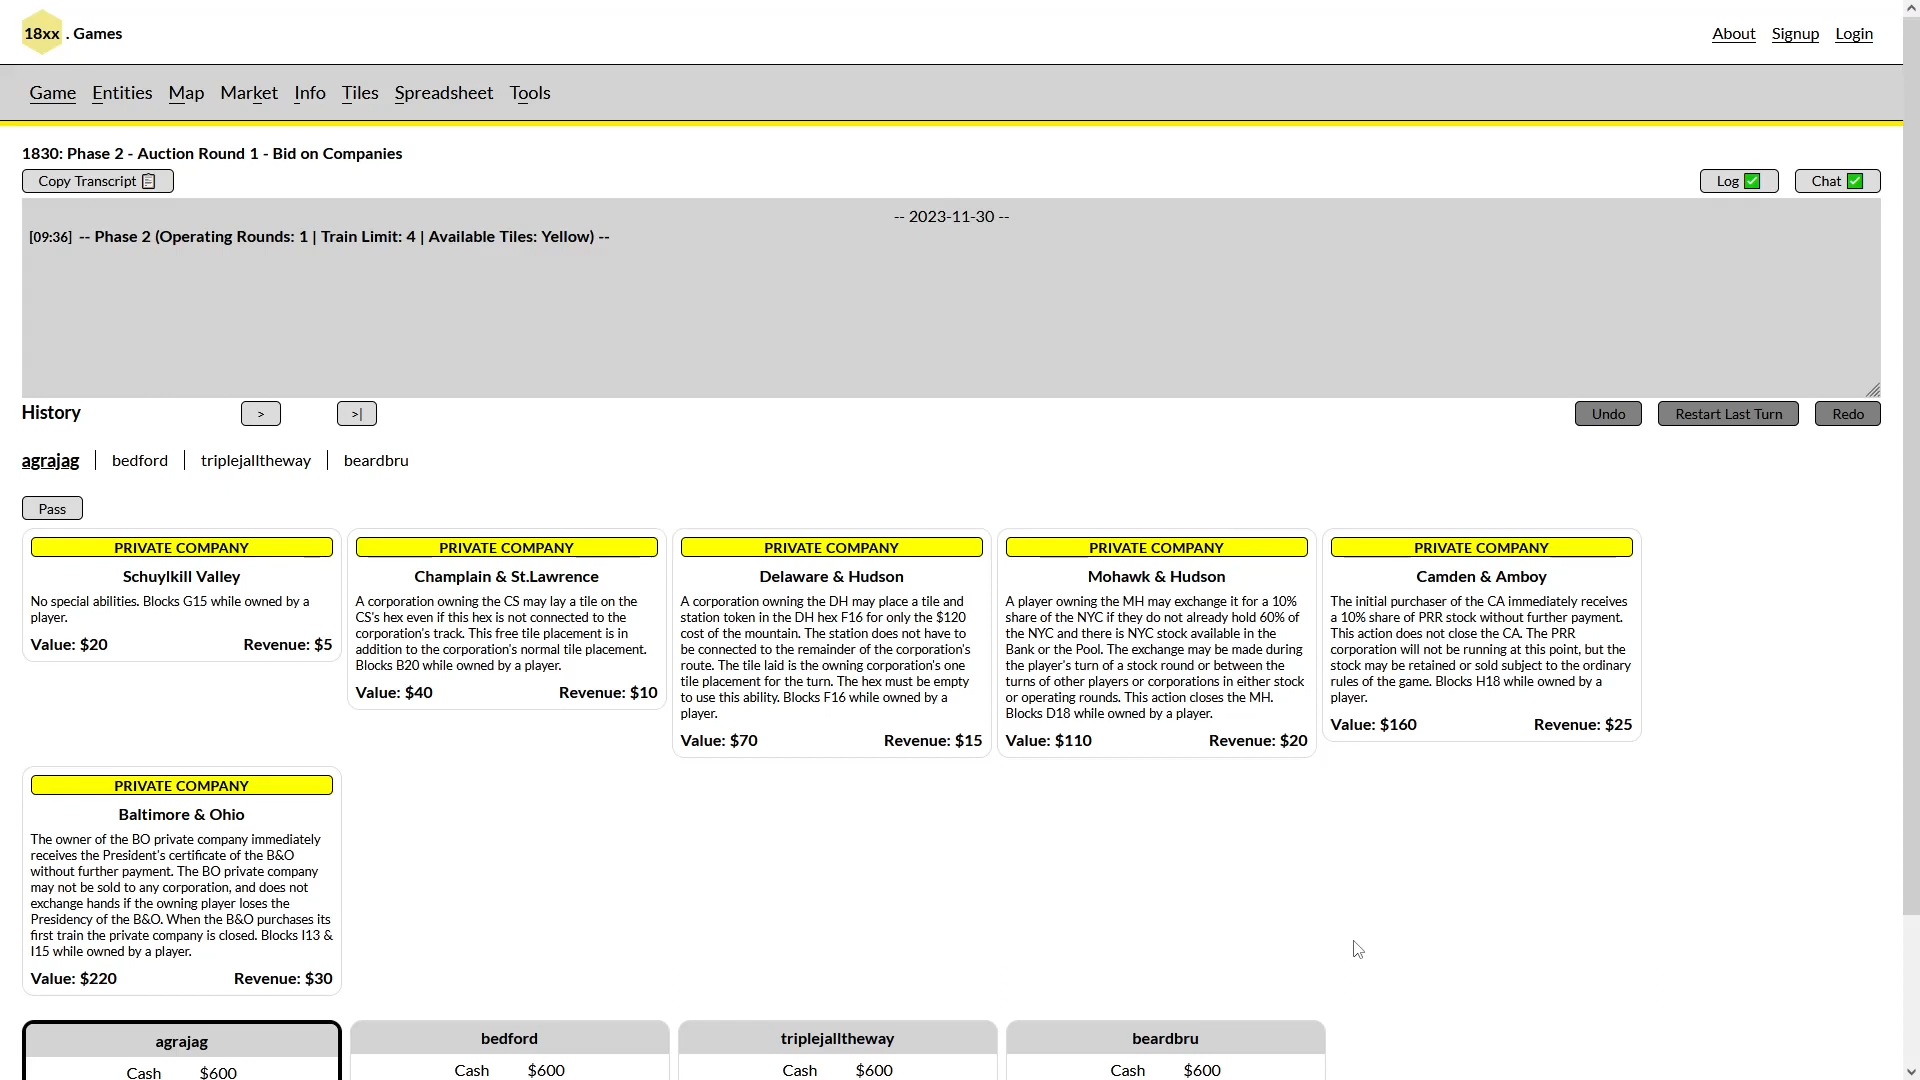 18xx . Games
About Signup Login
Game Entities Map Market Info Tiles Spreadsheet Tools
1830: Phase 2 - Auction Round 1 - Bid on Companies
Copy Transcript
Log
Chat
-- 2023-11-30 --
[09:36] -- Phase 2 (Operating Rounds: 1 | Train Limit: 4 | Available Tiles: Yellow) --
History
>
>|
Undo
Restart Last Turn
Redo
agrajag
bedford
triplejalltheway
beardbru
Pass
PRIVATE COMPANY
Schuylkill Valley
No special abilities. Blocks G15 while owned by a
player.
Value: $20 Revenue: $5
PRIVATE COMPANY
Champlain & St.Lawrence
A corporation owning the CS may lay a tile on the
CS's hex even if this hex is not connected to the
corporation's track. This free tile placement is in
addition to the corporation's normal tile placement.
Blocks B20 while owned by a player.
Value: $40 Revenue: $10
PRIVATE COMPANY
Delaware & Hudson
A corporation owning the DH may place a tile and
station token in the DH hex F16 for only the $120
cost of the mountain. The station does not have to
be connected to the remainder of the corporation's
route. The tile laid is the owning corporation's one
tile placement for the turn. The hex must be empty
to use this ability. Blocks F16 while owned by a
player.
Value: $70 Revenue: $15
PRIVATE COMPANY
Mohawk & Hudson
A player owning the MH may exchange it for a 10%
share of the NYC if they do not already hold 60% of
the NYC and there is NYC stock available in the
Bank or the Pool. The exchange may be made during
the player's turn of a stock round or between the
turns of other players or corporations in either stock
or operating rounds. This action closes the MH.
Blocks D18 while owned by a player.
Value: $110 Revenue: $20
PRIVATE COMPANY
Camden & Amboy
The initial purchaser of the CA immediately receives
a 10% share of PRR stock without further payment.
This action does not close the CA. The PRR
corporation will not be running at this point, but the
stock may be retained or sold subject to the ordinary
rules of the game. Blocks H18 while owned by a
player.
Value: $160 Revenue: $25
PRIVATE COMPANY
Baltimore & Ohio
The owner of the BO private company immediately
receives the President's certificate of the B&O
without further payment. The BO private company
may not be sold to any corporation, and does not
exchange hands if the owning player loses the
Presidency of the B&O. When the B&O purchases its
first train the private company is closed. Blocks I13 &
I15 while owned by a player.
Value: $220 Revenue: $30
agrajag
Cash $600
bedford
Cash $600
triplejalltheway
Cash $600
beardbru
Cash $600